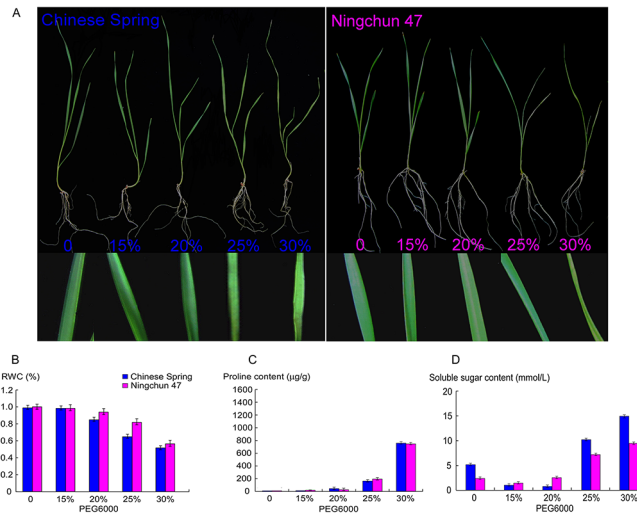 A
Chinese Spring
Ningchun 47
0 15% 20% 25% 30%
0 15% 20% 25% 30%
B
RWC (%)
Chinese Spring
Ningchun 47
1.2
1.0
0.8
0.6
0.4
0.2
0
0 15% 20% 25% 30%
PEG6000
C
Proline content (µg/g)
1600
1400
1200
1000
800
600
400
200
0
0 15% 20% 25% 30%
PEG6000
D
Soluble sugar content (mmol/L)
20
15
10
5
0
0 15% 20% 25% 30%
PEG6000